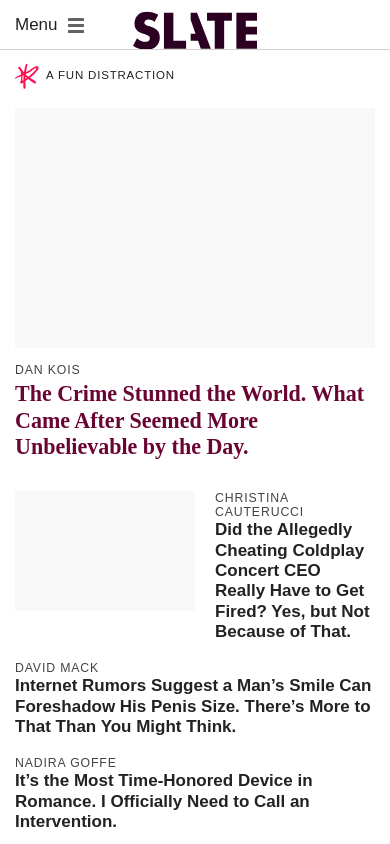 Menu
SLATE
A FUN DISTRACTION
DAN KOIS
The Crime Stunned the World. What
Came After Seemed More
Unbelievable by the Day.
CHRISTINA
CAUTERUCCI
Did the Allegedly
Cheating Coldplay
Concert CEO
Really Have to Get
Fired? Yes, but Not
Because of That.
DAVID MACK
Internet Rumors Suggest a Man’s Smile Can
Foreshadow His Penis Size. There’s More to
That Than You Might Think.
NADIRA GOFFE
It’s the Most Time-Honored Device in
Romance. I Officially Need to Call an
Intervention.